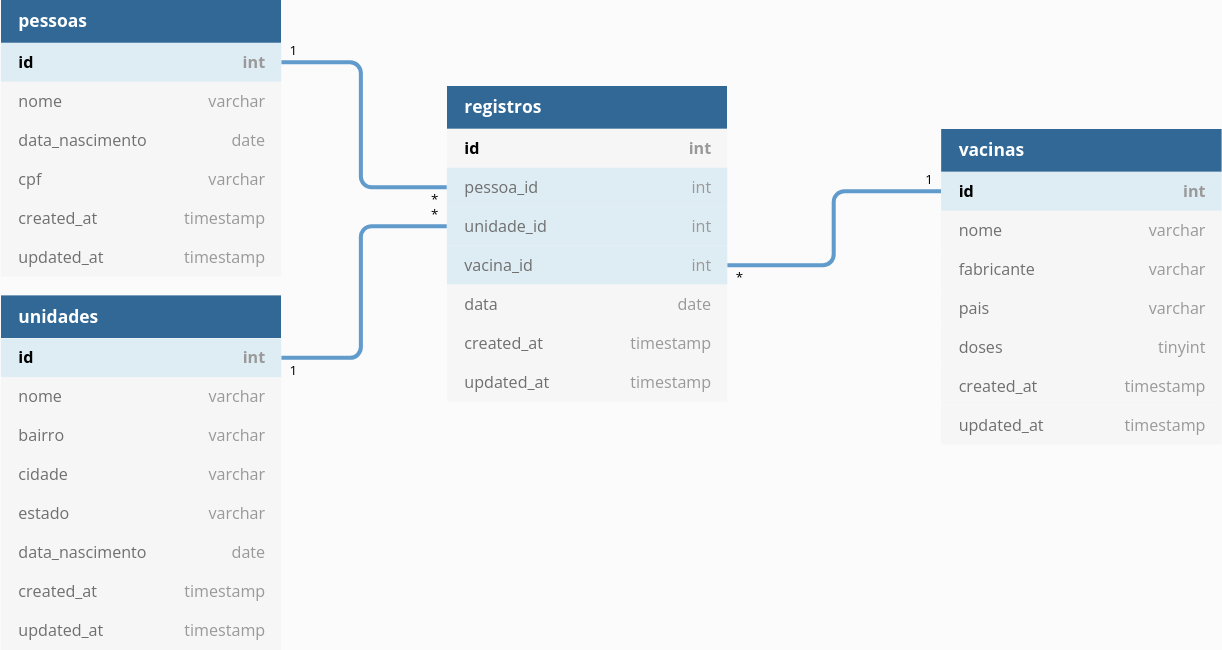 pessoas
id int
nome varchar
data_nascimento date
cpf varchar
created_at timestamp
updated_at timestamp
1
unidades
id int
nome varchar
bairro varchar
cidade varchar
estado varchar
data_nascimento date
created_at timestamp
updated_at timestamp
1
registros
id int
pessoa_id int
unidade_id int
vacina_id int
data date
created_at timestamp
updated_at timestamp
*
*
*
vacinas
id int
nome varchar
fabricante varchar
pais varchar
doses tinyint
created_at timestamp
updated_at timestamp
1